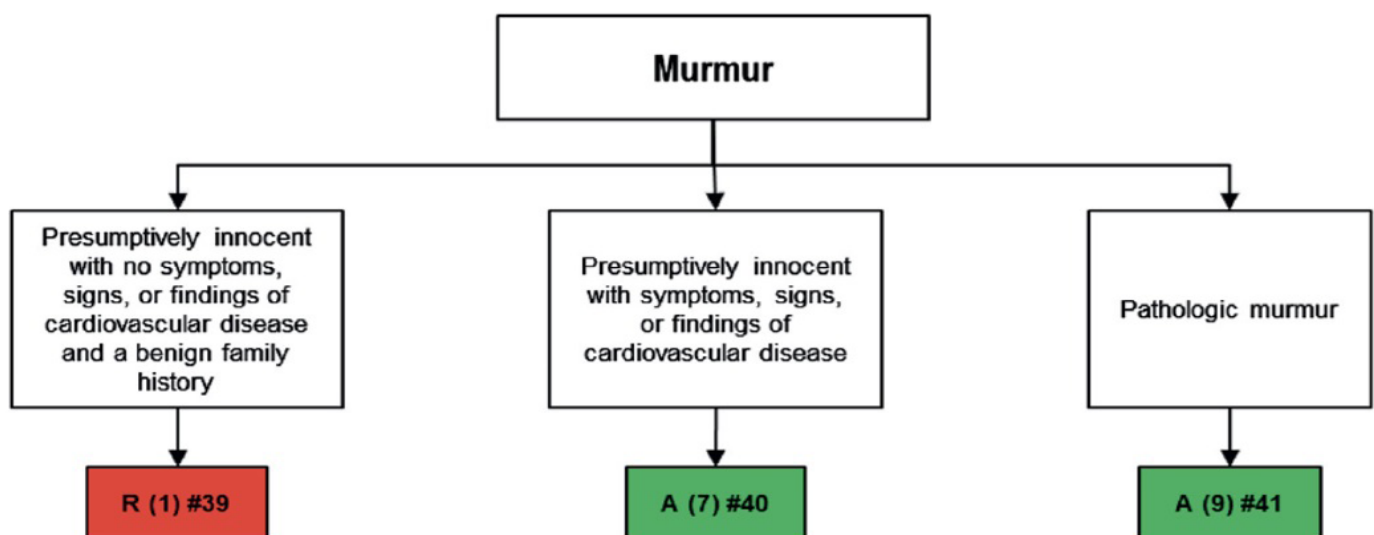 Murmur
Presumptively innocent
with no symptoms,
signs, or findings of
cardiovascular disease
and a benign family
history
Presumptively innocent
with symptoms, signs,
or findings of
cardiovascular disease
Pathologic murmur
R (1) #39
A (7) #40
A (9) #41